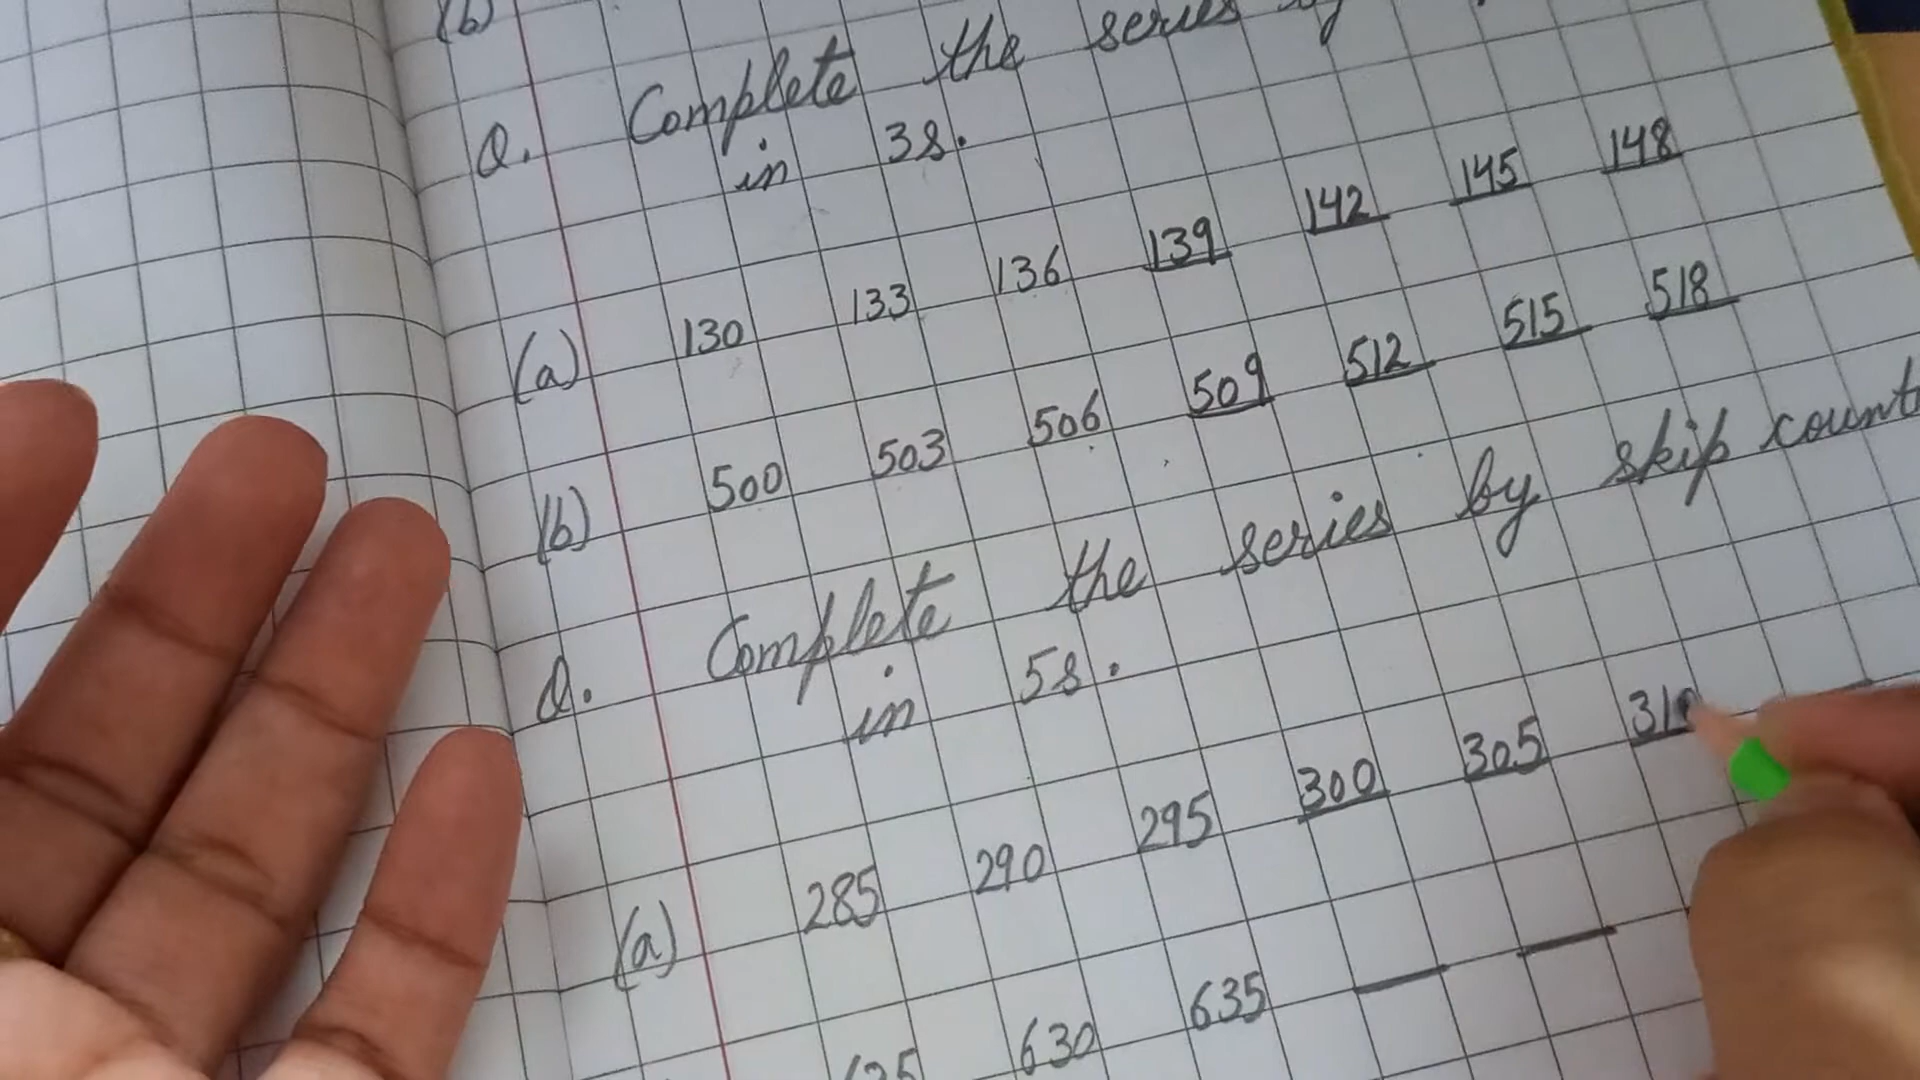 (b)
Q. Complete the series
in 3s.
(a) 130 133 136 139 142 145 148
(b) 500 503 506 509 512 515 518
Q. Complete the series by skip
in 5s.
(a) 285 290 295 300 305 310
630 635